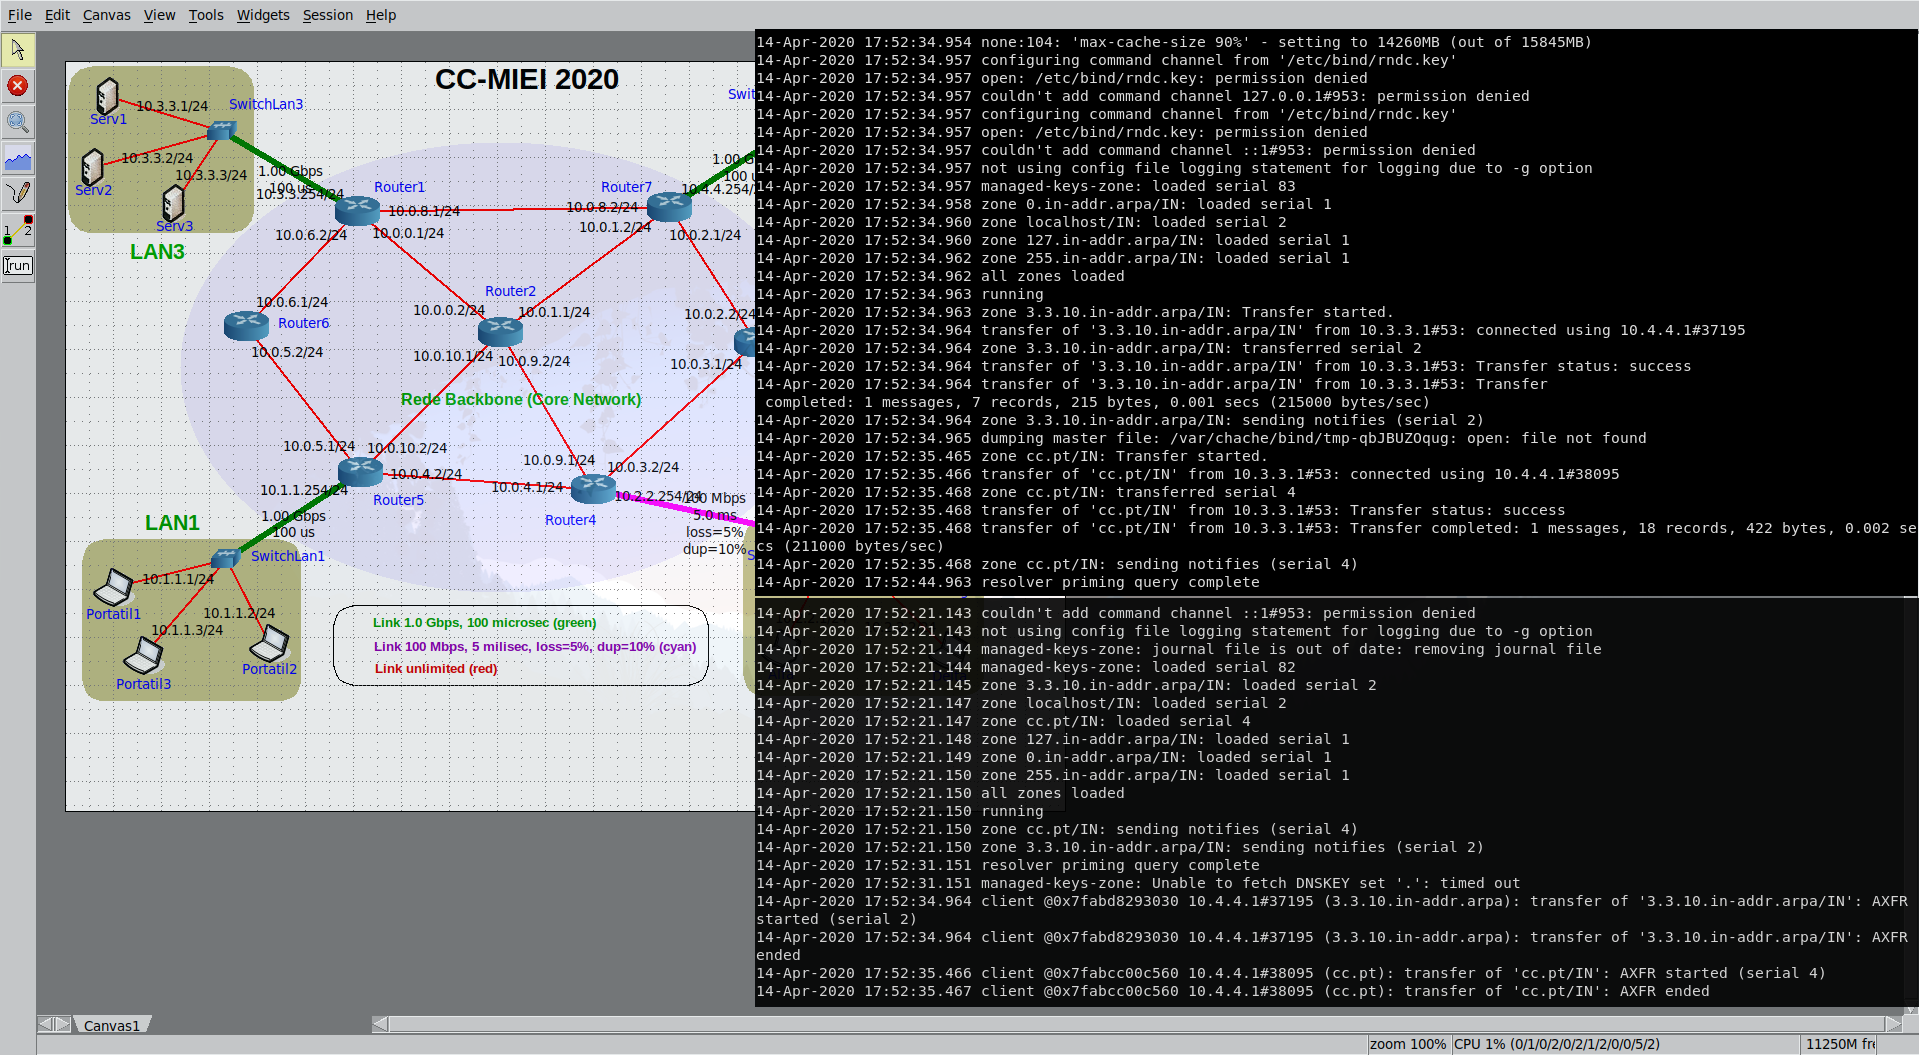 File Edit Canvas View Tools Widgets Session Help
CC-MIEI 2020
10.3.3.1/24
SwitchLan3
Serv1
10.3.3.2/24
Serv2
10.3.3.3/24
Serv3
LAN3
1.00 Gbps
100 us
10.3.3.254/24
Router1
10.0.8.1/24
10.0.6.2/24
10.0.0.1/24
Router7
10.0.8.2/24
10.0.1.2/24
10.0.2.1/24
10.4.4.254/
Swit
1.00 G
100 u
10.0.6.1/24
Router6
10.0.5.2/24
Router2
10.0.0.2/24
10.0.1.1/24
10.0.10.1/24
10.0.9.2/24
10.0.2.2/24
10.0.3.1/24
Rede Backbone (Core Network)
10.0.5.1/24
10.0.10.2/24
10.0.4.2/24
10.1.1.254/24
Router5
10.0.9.1/24
10.0.3.2/24
10.0.4.1/24
10.2.2.254/24
Router4
100 Mbps
5.0 ms
loss=5%
dup=10%
S
LAN1
1.00 Gbps
100 us
SwitchLan1
10.1.1.1/24
Portatil1
10.1.1.2/24
10.1.1.3/24
Portatil2
Portatil3
Link 1.0 Gbps, 100 microsec (green)
Link 100 Mbps, 5 milisec, loss=5%, dup=10% (cyan)
Link unlimited (red)
1 2
run
14-Apr-2020 17:52:34.954 none:104: 'max-cache-size 90%' - setting to 14260MB (out of 15845MB)
14-Apr-2020 17:52:34.957 configuring command channel from '/etc/bind/rndc.key'
14-Apr-2020 17:52:34.957 open: /etc/bind/rndc.key: permission denied
14-Apr-2020 17:52:34.957 couldn't add command channel 127.0.0.1#953: permission denied
14-Apr-2020 17:52:34.957 configuring command channel from '/etc/bind/rndc.key'
14-Apr-2020 17:52:34.957 open: /etc/bind/rndc.key: permission denied
14-Apr-2020 17:52:34.957 couldn't add command channel ::1#953: permission denied
14-Apr-2020 17:52:34.957 not using config file logging statement for logging due to -g option
14-Apr-2020 17:52:34.957 managed-keys-zone: loaded serial 83
14-Apr-2020 17:52:34.958 zone 0.in-addr.arpa/IN: loaded serial 1
14-Apr-2020 17:52:34.960 zone localhost/IN: loaded serial 2
14-Apr-2020 17:52:34.960 zone 127.in-addr.arpa/IN: loaded serial 1
14-Apr-2020 17:52:34.962 zone 255.in-addr.arpa/IN: loaded serial 1
14-Apr-2020 17:52:34.962 all zones loaded
14-Apr-2020 17:52:34.963 running
14-Apr-2020 17:52:34.963 zone 3.3.10.in-addr.arpa/IN: Transfer started.
14-Apr-2020 17:52:34.964 transfer of '3.3.10.in-addr.arpa/IN' from 10.3.3.1#53: connected using 10.4.4.1#37195
14-Apr-2020 17:52:34.964 zone 3.3.10.in-addr.arpa/IN: transferred serial 2
14-Apr-2020 17:52:34.964 transfer of '3.3.10.in-addr.arpa/IN' from 10.3.3.1#53: Transfer status: success
14-Apr-2020 17:52:34.964 transfer of '3.3.10.in-addr.arpa/IN' from 10.3.3.1#53: Transfer
completed: 1 messages, 7 records, 215 bytes, 0.001 secs (215000 bytes/sec)
14-Apr-2020 17:52:34.964 zone 3.3.10.in-addr.arpa/IN: sending notifies (serial 2)
14-Apr-2020 17:52:34.965 dumping master file: /var/chache/bind/tmp-qbJBUZOqug: open: file not found
14-Apr-2020 17:52:35.465 zone cc.pt/IN: Transfer started.
14-Apr-2020 17:52:35.466 transfer of 'cc.pt/IN' from 10.3.3.1#53: connected using 10.4.4.1#38095
14-Apr-2020 17:52:35.468 zone cc.pt/IN: transferred serial 4
14-Apr-2020 17:52:35.468 transfer of 'cc.pt/IN' from 10.3.3.1#53: Transfer status: success
14-Apr-2020 17:52:35.468 transfer of 'cc.pt/IN' from 10.3.3.1#53: Transfer completed: 1 messages, 18 records, 422 bytes, 0.002 se
cs (211000 bytes/sec)
14-Apr-2020 17:52:35.468 zone cc.pt/IN: sending notifies (serial 4)
14-Apr-2020 17:52:44.963 resolver priming query complete
14-Apr-2020 17:52:21.143 couldn't add command channel ::1#953: permission denied
14-Apr-2020 17:52:21.143 not using config file logging statement for logging due to -g option
14-Apr-2020 17:52:21.144 managed-keys-zone: journal file is out of date: removing journal file
14-Apr-2020 17:52:21.144 managed-keys-zone: loaded serial 82
14-Apr-2020 17:52:21.145 zone 3.3.10.in-addr.arpa/IN: loaded serial 2
14-Apr-2020 17:52:21.147 zone localhost/IN: loaded serial 2
14-Apr-2020 17:52:21.147 zone cc.pt/IN: loaded serial 4
14-Apr-2020 17:52:21.148 zone 127.in-addr.arpa/IN: loaded serial 1
14-Apr-2020 17:52:21.149 zone 0.in-addr.arpa/IN: loaded serial 1
14-Apr-2020 17:52:21.150 zone 255.in-addr.arpa/IN: loaded serial 1
14-Apr-2020 17:52:21.150 all zones loaded
14-Apr-2020 17:52:21.150 running
14-Apr-2020 17:52:21.150 zone cc.pt/IN: sending notifies (serial 4)
14-Apr-2020 17:52:21.150 zone 3.3.10.in-addr.arpa/IN: sending notifies (serial 2)
14-Apr-2020 17:52:31.151 resolver priming query complete
14-Apr-2020 17:52:31.151 managed-keys-zone: Unable to fetch DNSKEY set '.': timed out
14-Apr-2020 17:52:34.964 client @0x7fabd8293030 10.4.4.1#37195 (3.3.10.in-addr.arpa): transfer of '3.3.10.in-addr.arpa/IN': AXFR
started (serial 2)
14-Apr-2020 17:52:34.964 client @0x7fabd8293030 10.4.4.1#37195 (3.3.10.in-addr.arpa): transfer of '3.3.10.in-addr.arpa/IN': AXFR
ended
14-Apr-2020 17:52:35.466 client @0x7fabcc00c560 10.4.4.1#38095 (cc.pt): transfer of 'cc.pt/IN': AXFR started (serial 4)
14-Apr-2020 17:52:35.467 client @0x7fabcc00c560 10.4.4.1#38095 (cc.pt): transfer of 'cc.pt/IN': AXFR ended
Canvas1
zoom 100% CPU 1% (0/1/0/2/0/2/1/2/0/0/5/2) 11250M fr